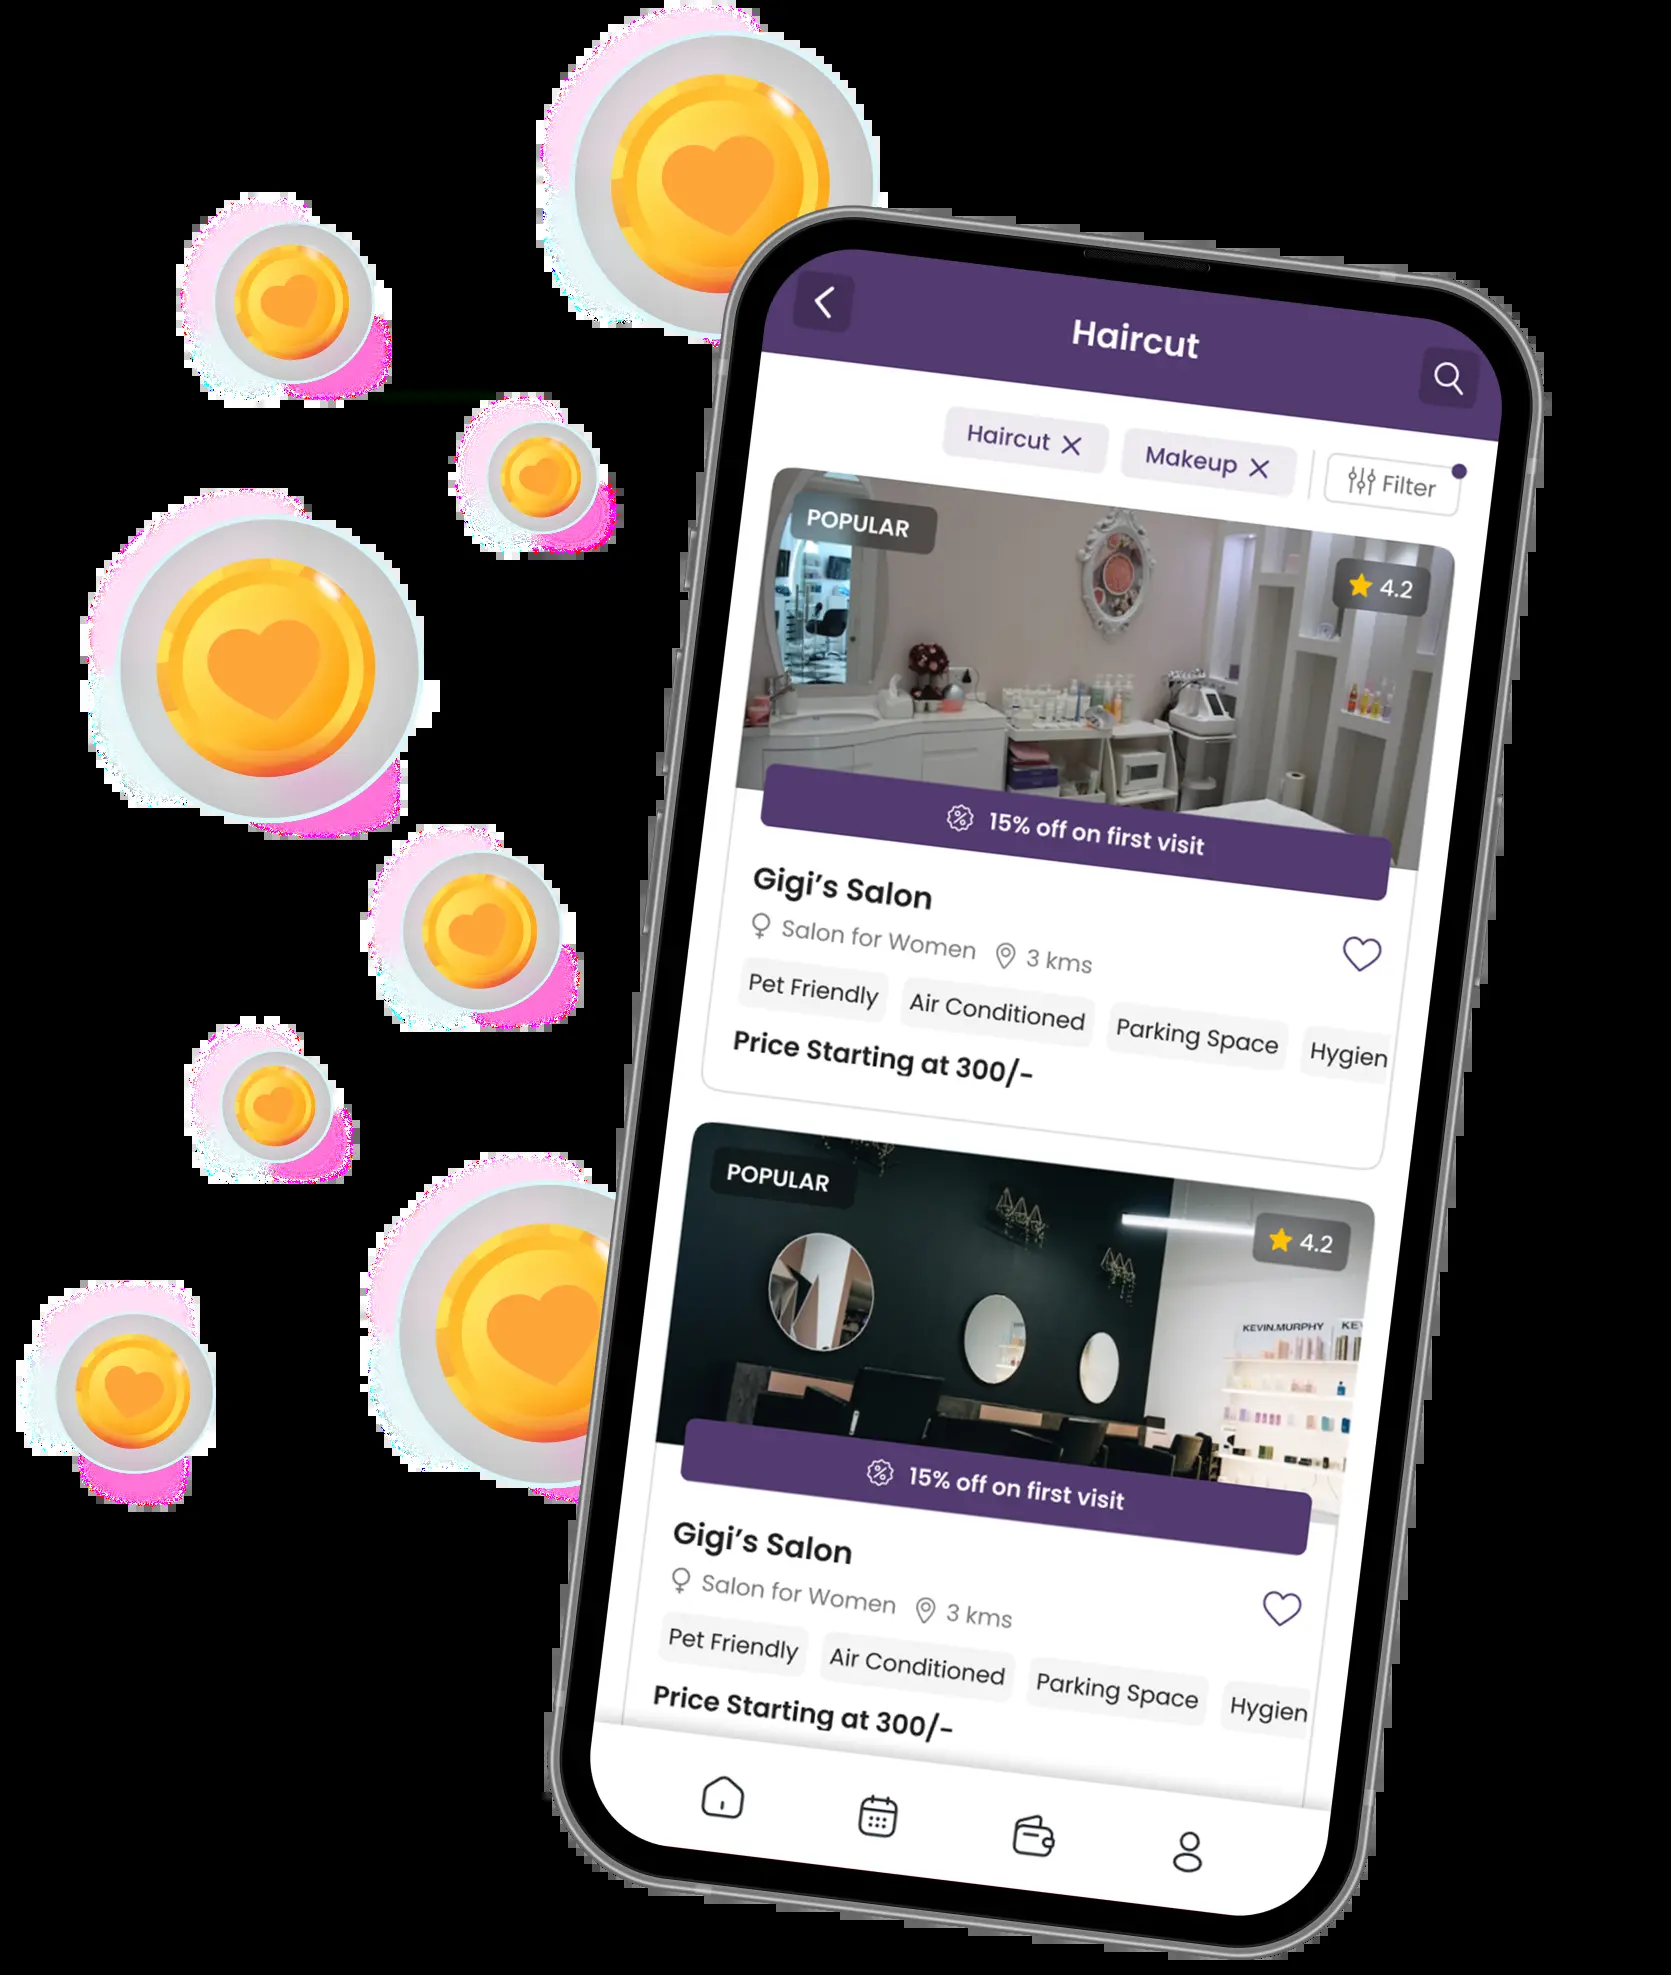 Haircut
Haircut
Makeup
Filter
POPULAR
4.2
15% off on first visit
Gigi's Salon
Salon for Women 3 kms
Pet Friendly Air Conditioned Parking Space Hygien
Price Starting at 300/-
POPULAR
4.2
KEVIN.MURPHY KE
15% off on first visit
Gigi's Salon
Salon for Women 3 kms
Pet Friendly Air Conditioned Parking Space Hygien
Price Starting at 300/-